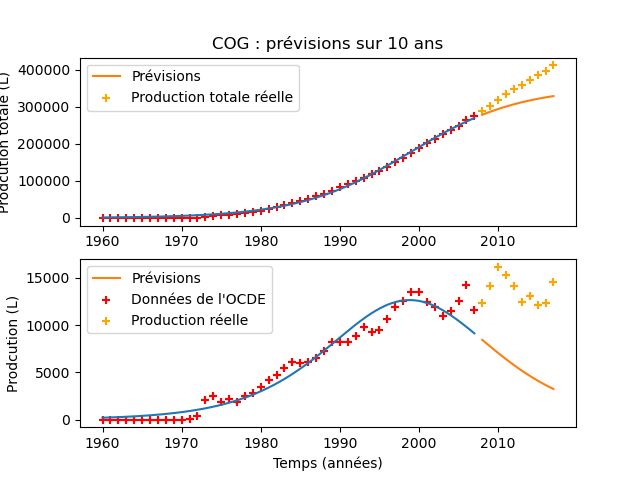 COG : prévisions sur 10 ans
Prodcution totale (L)
400000
300000
200000
100000
0
Prévisions
Production totale réelle
1960 1970 1980 1990 2000 2010
Prodcution (L)
15000
10000
5000
0
Prévisions
Données de l'OCDE
Production réelle
1960 1970 1980 1990 2000 2010
Temps (années)